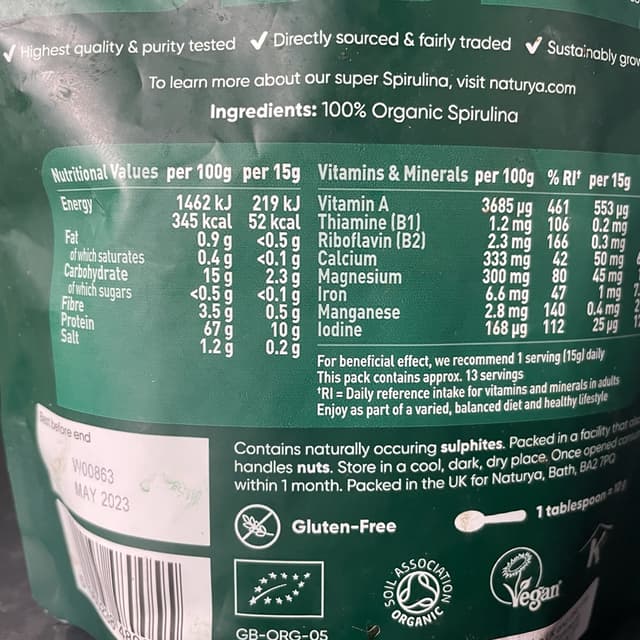 ✓ Highest quality & purity tested ✓ Directly sourced & fairly traded ✓ Sustainably
To learn more about our super Spirulina, visit naturya.com
Ingredients: 100% Organic Spirulina
Nutritional Values per 100g per 15g
Energy 1462 kJ 219 kJ
345 kcal 52 kcal
Fat 0.9 g <0.5 g
of which saturates 0.4 g <0.1 g
Carbohydrate 15 g 2.3 g
of which sugars <0.5 g <0.1 g
Fibre 3.5 g 0.5 g
Protein 67 g 10 g
Salt 1.2 g 0.2 g
Vitamins & Minerals per 100g % RI† per 15g
Vitamin A 3685 µg 461 553 µg
Thiamine (B1) 1.2 mg 106 0.2 mg
Riboflavin (B2) 2.3 mg 166 0.3 mg
Calcium 333 mg 42 50 mg
Magnesium 300 mg 80 45 mg
Iron 6.6 mg 47 1 mg
Manganese 2.8 mg 140 0.4 mg
Iodine 168 µg 112 25 µg
For beneficial effect, we recommend 1 serving (15g) daily
This pack contains approx. 13 servings
†RI = Daily reference intake for vitamins and minerals in adults
Enjoy as part of a varied, balanced diet and healthy lifestyle
Best before end
W00863
MAY 2023
Contains naturally occuring sulphites. Packed in a facility that
handles nuts. Store in a cool, dark, dry place. Once opened
within 1 month. Packed in the UK for Naturya, Bath, BA2 7PQ
Gluten-Free
1 tablespoon =
GB-ORG-05
SOIL ASSOCIATION
ORGANIC
Vegan
K